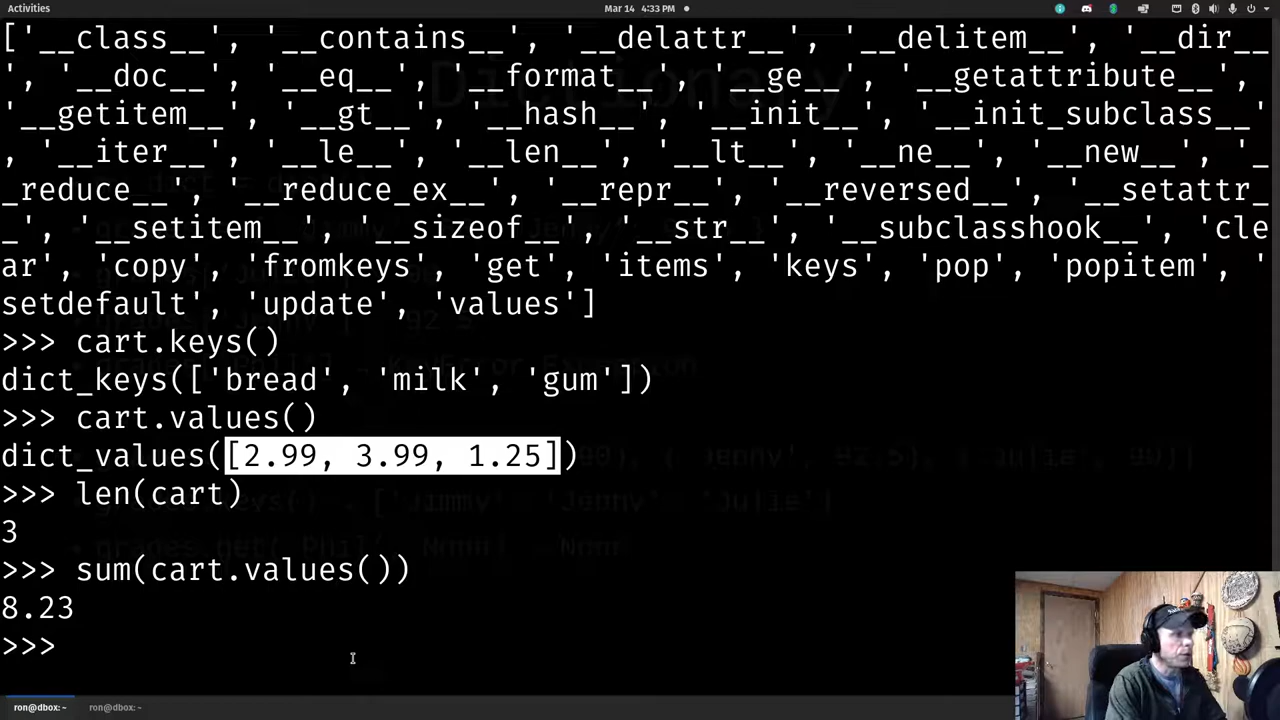 Activities
Mar 14 4:33 PM
['__class__', '__contains__', '__delattr__', '__delitem__', '__dir__
', '__doc__', '__eq__', '__format__', '__ge__', '__getattribute__',
'__getitem__', '__gt__', '__hash__', '__init__', '__init_subclass__'
, '__iter__', '__le__', '__len__', '__lt__', '__ne__', '__new__', '_
_reduce__', '__reduce_ex__', '__repr__', '__reversed__', '__setattr_
_', '__setitem__', '__sizeof__', '__str__', '__subclasshook__', 'cle
ar', 'copy', 'fromkeys', 'get', 'items', 'keys', 'pop', 'popitem', '
setdefault', 'update', 'values']
>>> cart.keys()
dict_keys(['bread', 'milk', 'gum'])
>>> cart.values()
dict_values([2.99, 3.99, 1.25])
>>> len(cart)
3
>>> sum(cart.values())
8.23
>>>
ron@dbox: ~
ron@dbox: ~